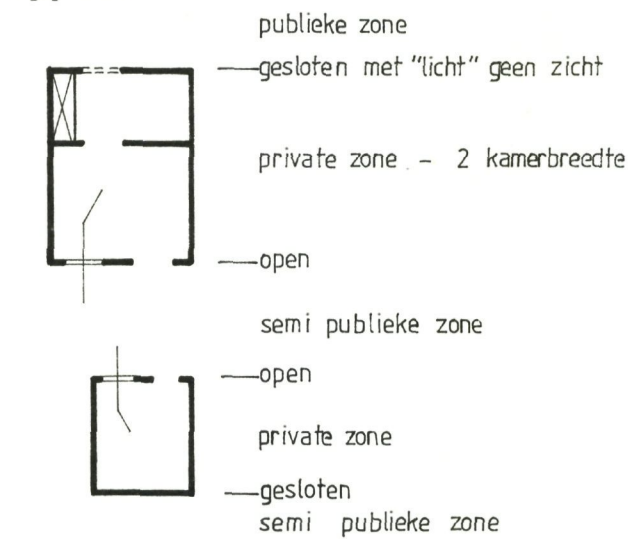 publieke zone
gesloten met "licht" geen zicht
private zone - 2 kamerbreedte
open
semi publieke zone
open
private zone
gesloten
semi publieke zone